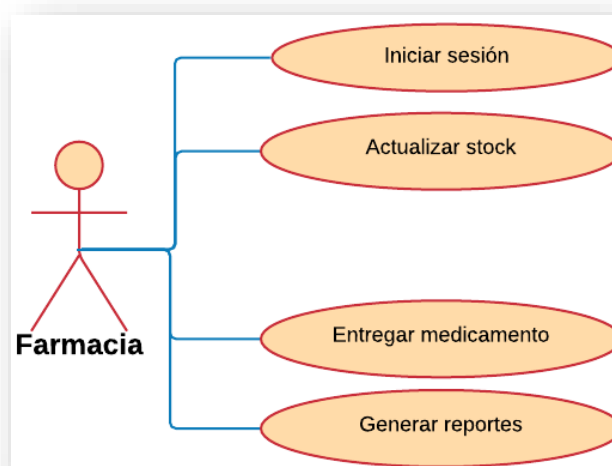 Iniciar sesión
Actualizar stock
Farmacia
Entregar medicamento
Generar reportes